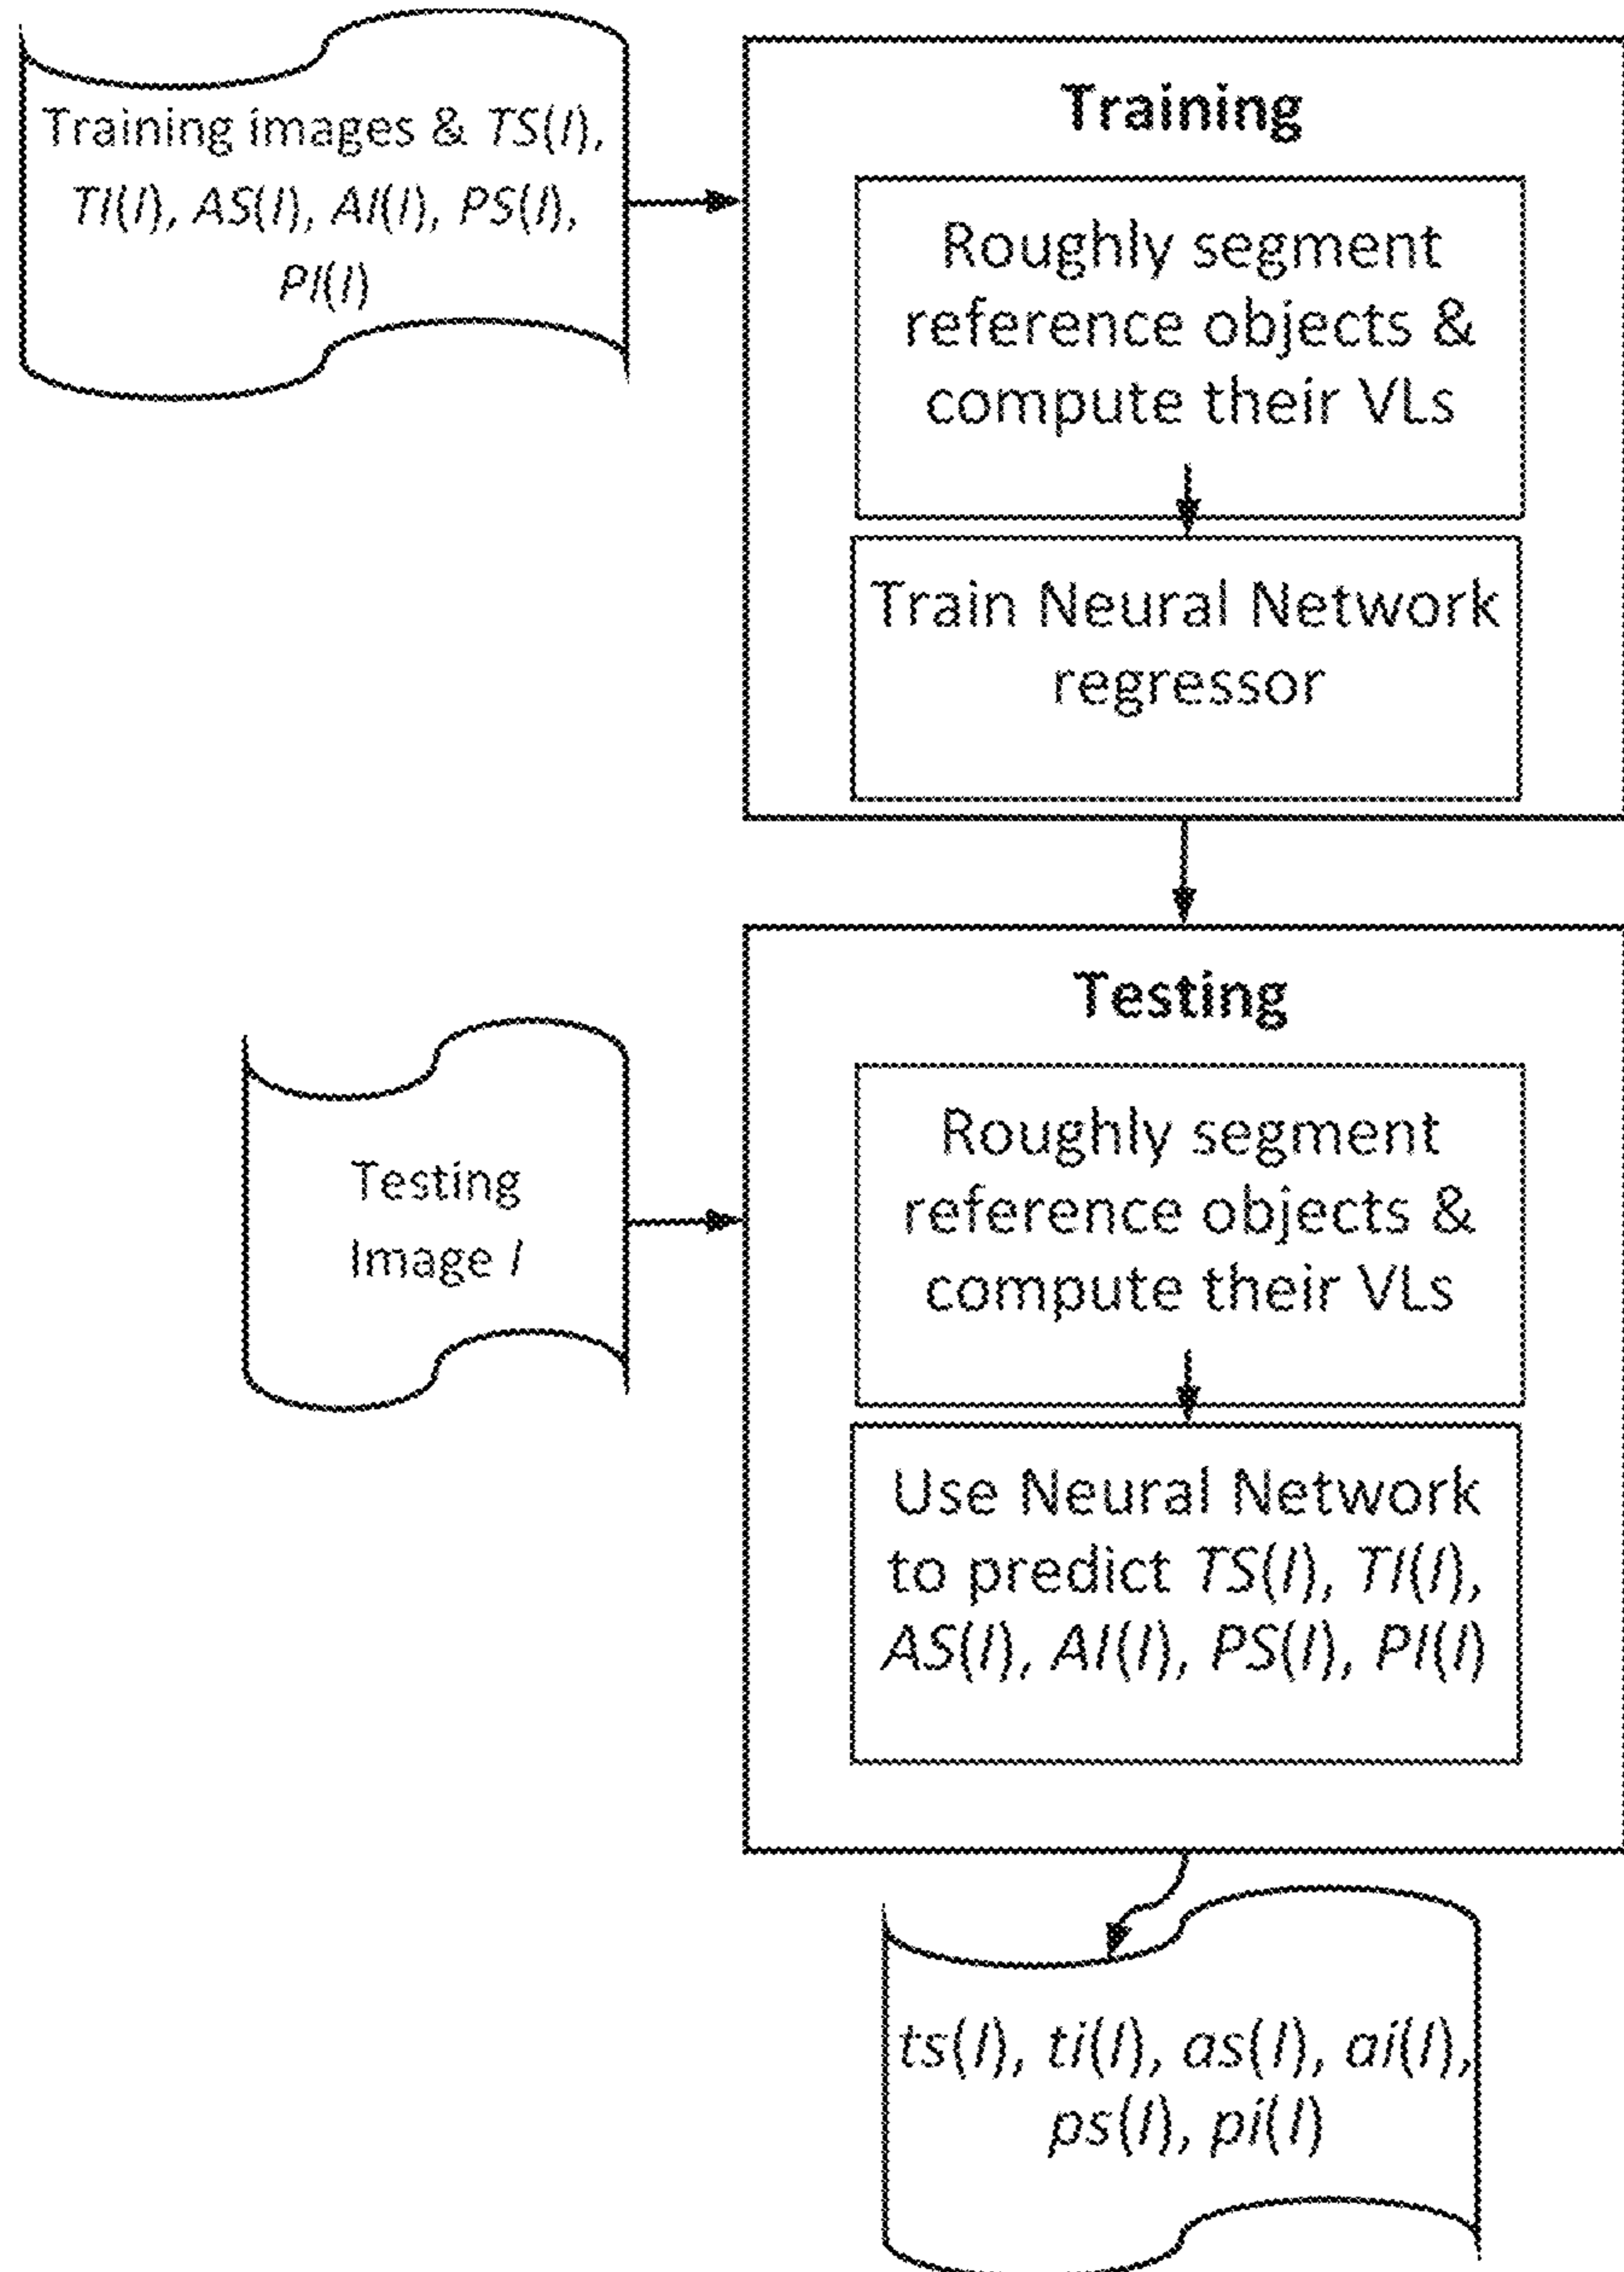 Training images & TS(I),
TI(I), AS(I), AI(I), PS(I),
PI(I)
Training
Roughly segment
reference objects &
compute their VLs
Train Neural Network
regressor
Testing
Testing
Image I
Roughly segment
reference objects &
compute their VLs
Use Neural Network
to predict TS(I), TI(I),
AS(I), AI(I), PS(I), PI(I)
ts(I), ti(I), as(I), ai(I),
ps(I), pi(I)